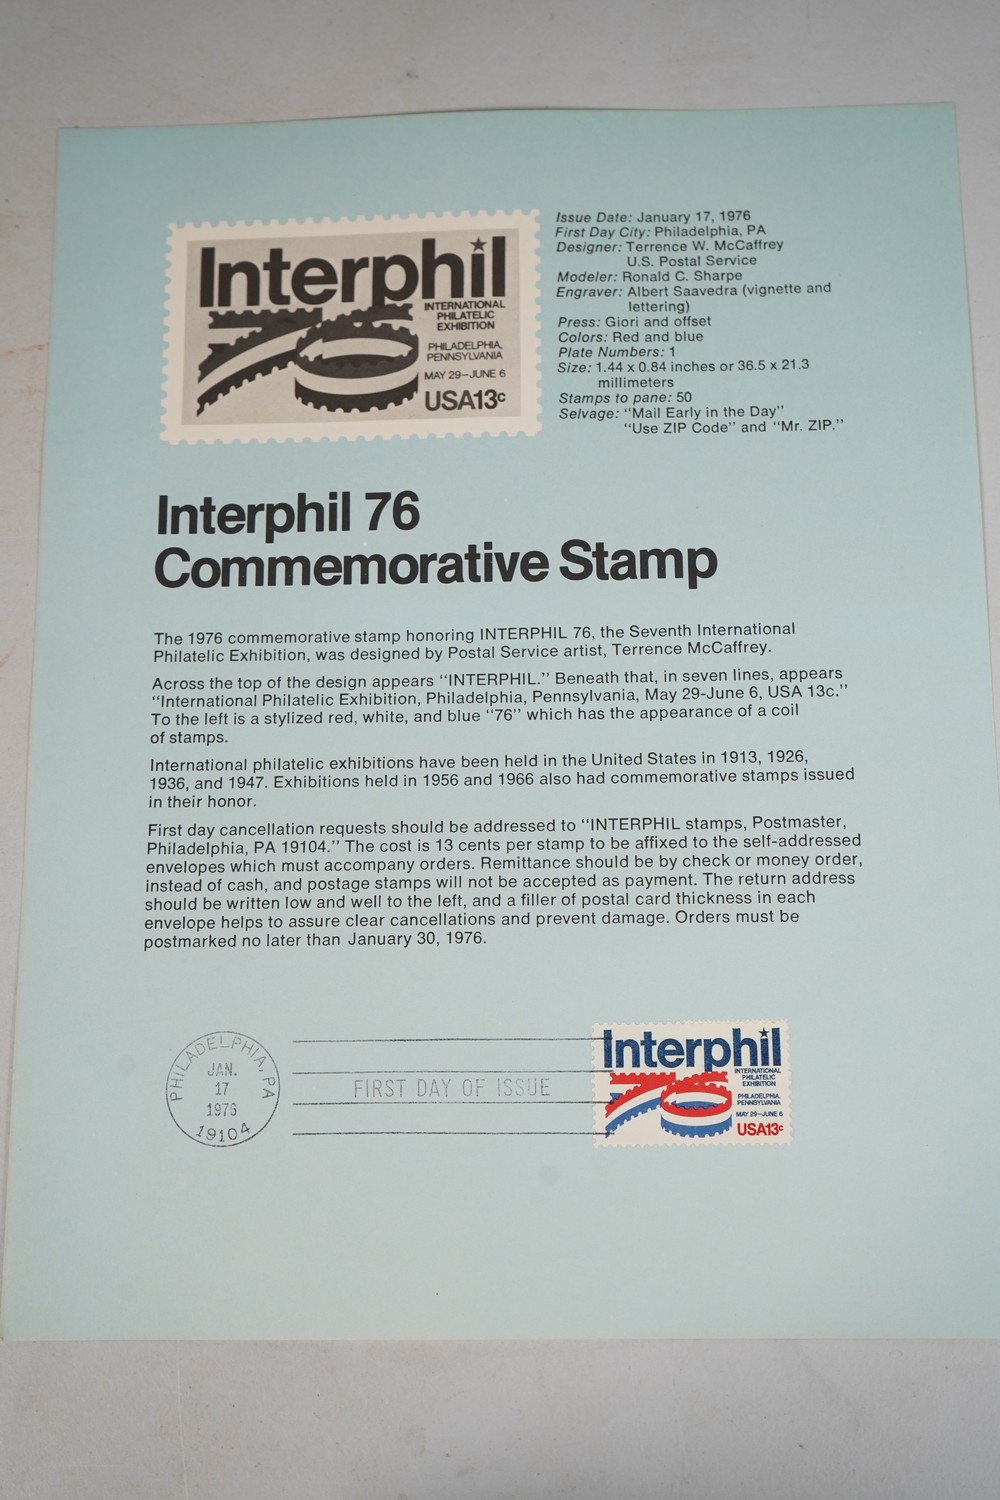 Interphil
INTERNATIONAL
PHILATELIC
EXHIBITION
PHILADELPHIA,
PENNSYLVANIA
MAY 29–JUNE 6
USA13c
76
Issue Date: January 17, 1976
First Day City: Philadelphia, PA
Designer: Terrence W. McCaffrey
U.S. Postal Service
Modeler: Ronald C. Sharpe
Engraver: Albert Saavedra (vignette and
lettering)
Press: Giori and offset
Colors: Red and blue
Plate Numbers: 1
Size: 1.44 x 0.84 inches or 36.5 x 21.3
millimeters
Stamps to pane: 50
Selvage: “Mail Early in the Day”
“Use ZIP Code” and “Mr. ZIP.”
Interphil 76
Commemorative Stamp
The 1976 commemorative stamp honoring INTERPHIL 76, the Seventh International
Philatelic Exhibition, was designed by Postal Service artist, Terrence McCaffrey.
Across the top of the design appears “INTERPHIL.” Beneath that, in seven lines, appears
“International Philatelic Exhibition, Philadelphia, Pennsylvania, May 29-June 6, USA 13c.”
To the left is a stylized red, white, and blue “76” which has the appearance of a coil
of stamps.
International philatelic exhibitions have been held in the United States in 1913, 1926,
1936, and 1947. Exhibitions held in 1956 and 1966 also had commemorative stamps issued
in their honor.
First day cancellation requests should be addressed to “INTERPHIL stamps, Postmaster,
Philadelphia, PA 19104.” The cost is 13 cents per stamp to be affixed to the self-addressed
envelopes which must accompany orders. Remittance should be by check or money order,
instead of cash, and postage stamps will not be accepted as payment. The return address
should be written low and well to the left, and a filler of postal card thickness in each
envelope helps to assure clear cancellations and prevent damage. Orders must be
postmarked no later than January 30, 1976.
PHILADELPHIA, PA
JAN.
17
1976
19104
FIRST DAY OF ISSUE
Interphil
INTERNATIONAL
PHILATELIC
EXHIBITION
PHILADELPHIA,
PENNSYLVANIA
MAY 29–JUNE 6
USA13c
76